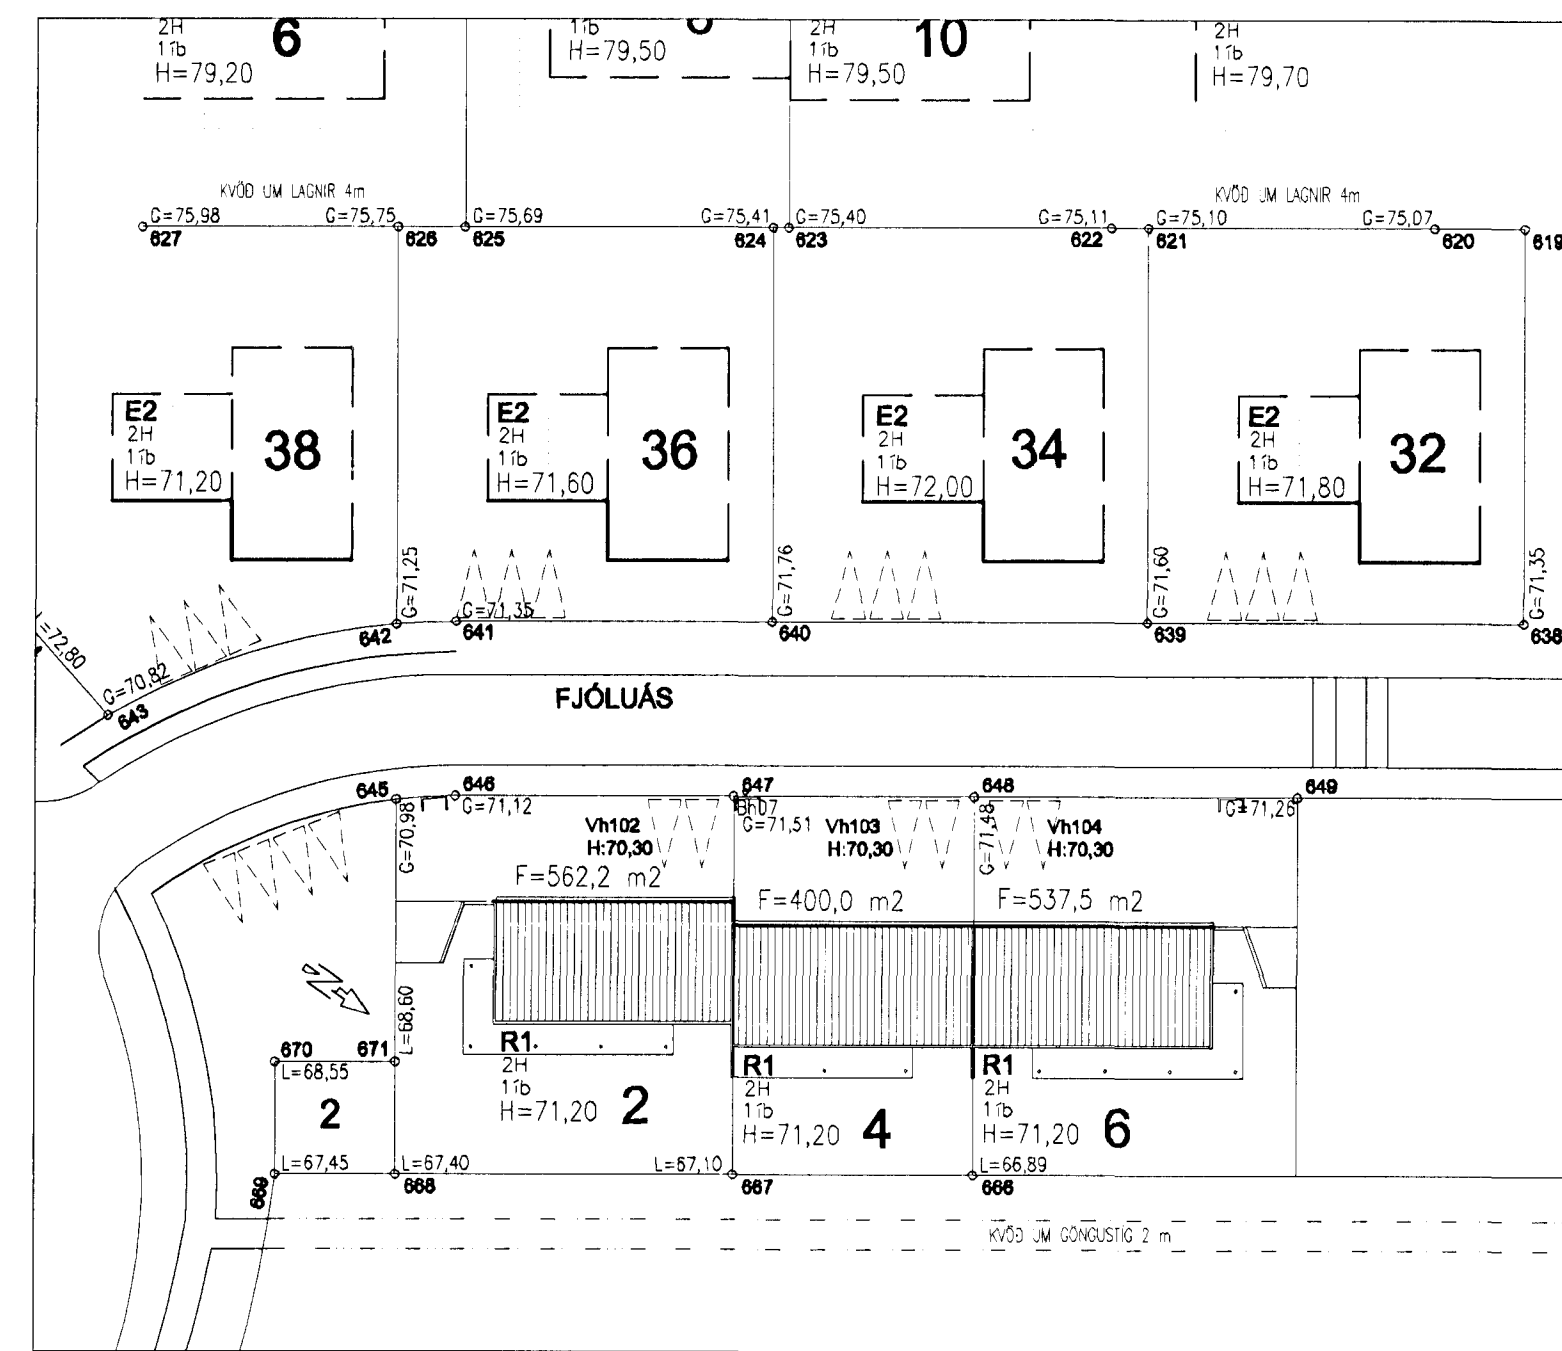 2H
1íb
H=79,20
6
1íb
H=79,50
2H
1íb
H=79,50
10
2H
1íb
H=79,70
KVÖÐ UM LAGNIR 4m
KVÖÐ UM LAGNIR 4m
G=75,98
G=75,75
G=75,69
G=75,41
G=75,40
G=75,11
G=75,10
G=75,07
627
626
625
624
623
622
621
620
619
E2
2H
1íb
H=71,20
38
E2
2H
1íb
H=71,60
36
E2
2H
1íb
H=72,00
34
E2
2H
1íb
H=71,80
32
G=71,25
G=71,35
G=71,76
G=71,60
G=71,35
642
641
640
639
638
=72,80
G=70,82
643
FJÓLUÁS
645
646
647
648
649
G=70,98
G=71,12
Bh07
G=71,51
G=71,48
G=71,26
Vh102
H:70,30
Vh103
H:70,30
Vh104
H:70,30
F=562,2 m2
F=400,0 m2
F=537,5 m2
L=68,60
670
671
L=68,55
2
R1
2H
1íb
H=71,20
2
R1
2H
1íb
H=71,20
4
R1
2H
1íb
H=71,20
6
L=67,45
L=67,40
L=67,10
L=66,89
669
668
667
666
KVÖÐ UM GÖNGUSTÍG 2 m